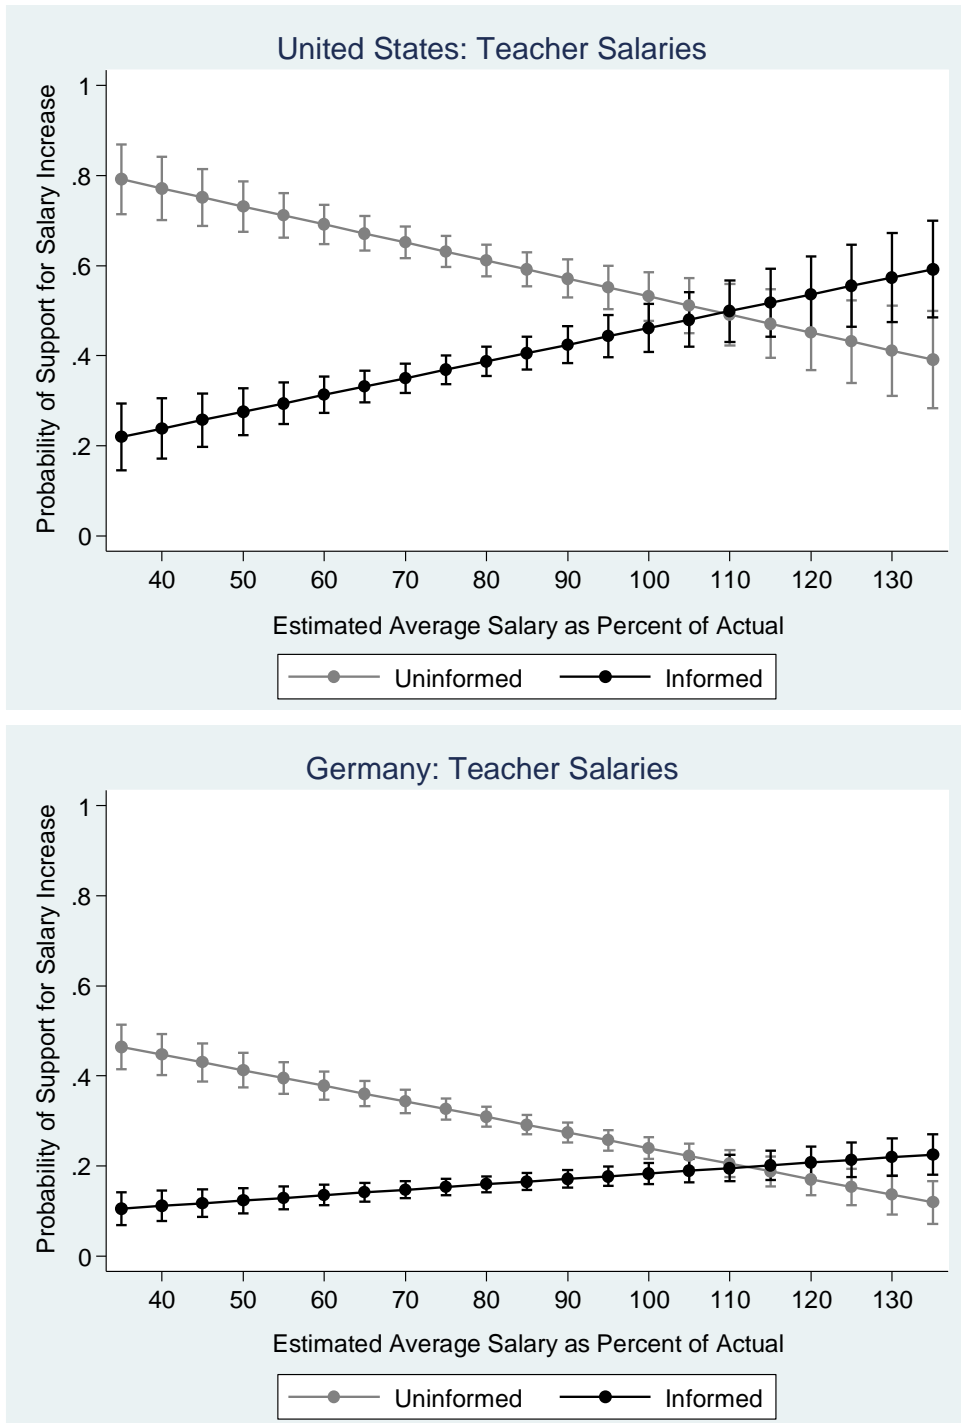 United States: Teacher Salaries
Probability of Support for Salary Increase
1
.8
.6
.4
.2
0
40 50 60 70 80 90 100 110 120 130
Estimated Average Salary as Percent of Actual
Uninformed Informed
Germany: Teacher Salaries
Probability of Support for Salary Increase
1
.8
.6
.4
.2
0
40 50 60 70 80 90 100 110 120 130
Estimated Average Salary as Percent of Actual
Uninformed Informed